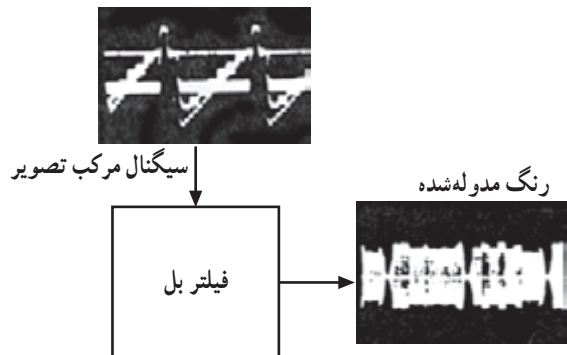 سیگنال مرکب تصویر
رنگ مدوله‌شده
فیلتر بل